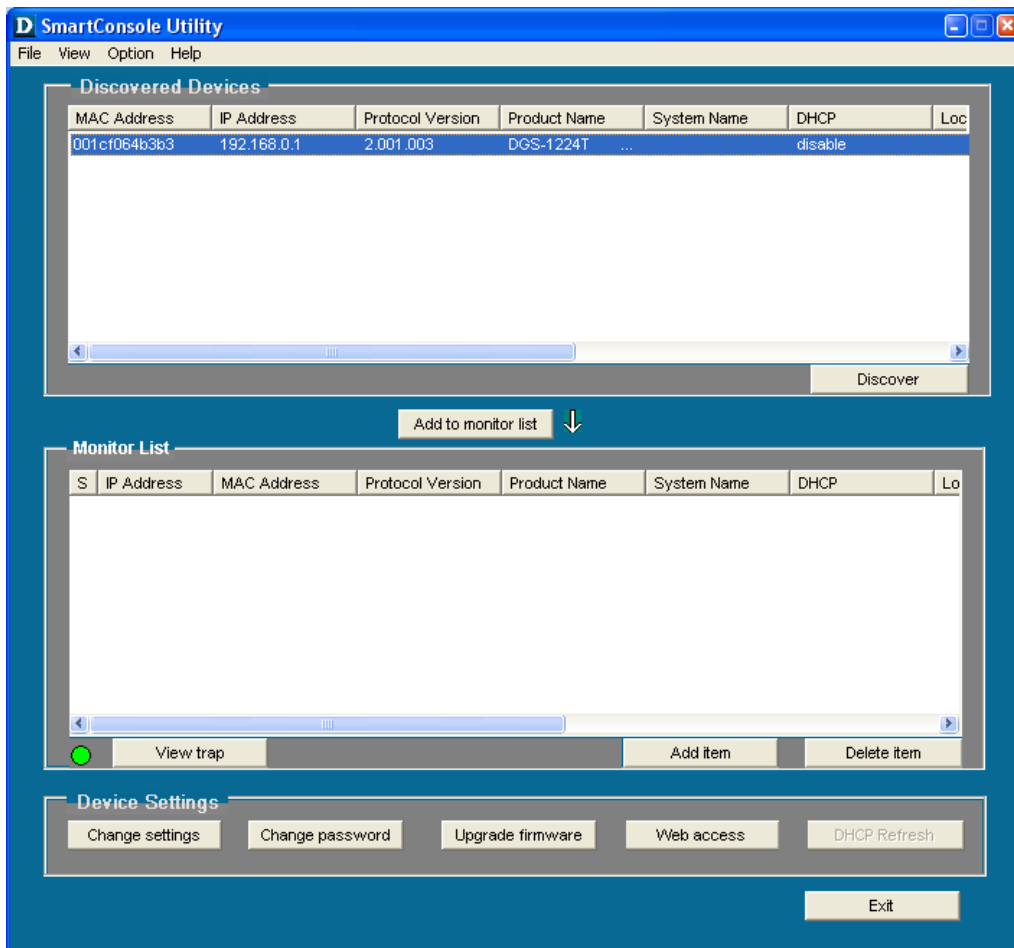 D SmartConsole Utility
File View Option Help
Discovered Devices
MAC Address IP Address Protocol Version Product Name System Name DHCP Loc
001cf064b3b3 192.168.0.1 2.001.003 DGS-1224T ... disable
Discover
Add to monitor list
Monitor List
S IP Address MAC Address Protocol Version Product Name System Name DHCP Lo
View trap Add item Delete item
Device Settings
Change settings Change password Upgrade firmware Web access DHCP Refresh
Exit